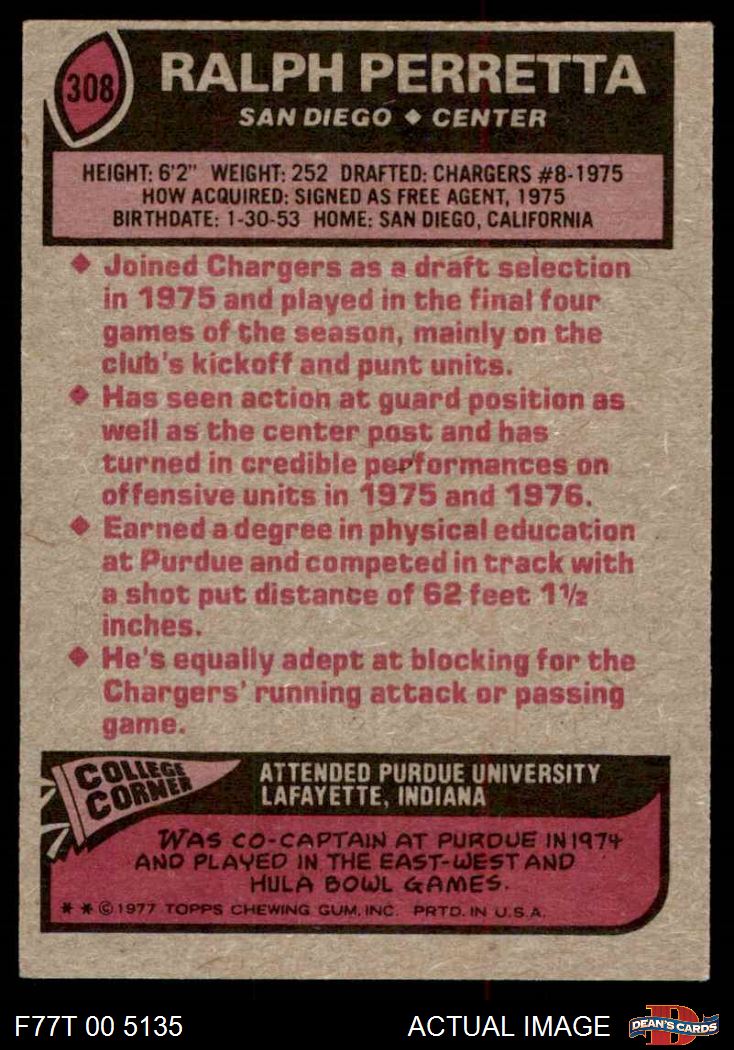 308
RALPH PERRETTA
SAN DIEGO ♦ CENTER
HEIGHT: 6'2" WEIGHT: 252 DRAFTED: CHARGERS #8-1975
HOW ACQUIRED: SIGNED AS FREE AGENT, 1975
BIRTHDATE: 1-30-53 HOME: SAN DIEGO, CALIFORNIA
♦ Joined Chargers as a draft selection
in 1975 and played in the final four
games of the season, mainly on the
club's kickoff and punt units.
♦ Has seen action at guard position as
well as the center post and has
turned in credible performances on
offensive units in 1975 and 1976.
♦ Earned a degree in physical education
at Purdue and competed in track with
a shot put distance of 62 feet 1½
inches.
♦ He's equally adept at blocking for the
Chargers' running attack or passing
game.
COLLEGE
CORNER
ATTENDED PURDUE UNIVERSITY
LAFAYETTE, INDIANA
WAS CO-CAPTAIN AT PURDUE IN 1974
AND PLAYED IN THE EAST-WEST AND
HULA BOWL GAMES.
* * © 1977 TOPPS CHEWING GUM, INC. PRTD. IN U.S.A.
F77T 00 5135
ACTUAL IMAGE
D
DEAN'S CARDS